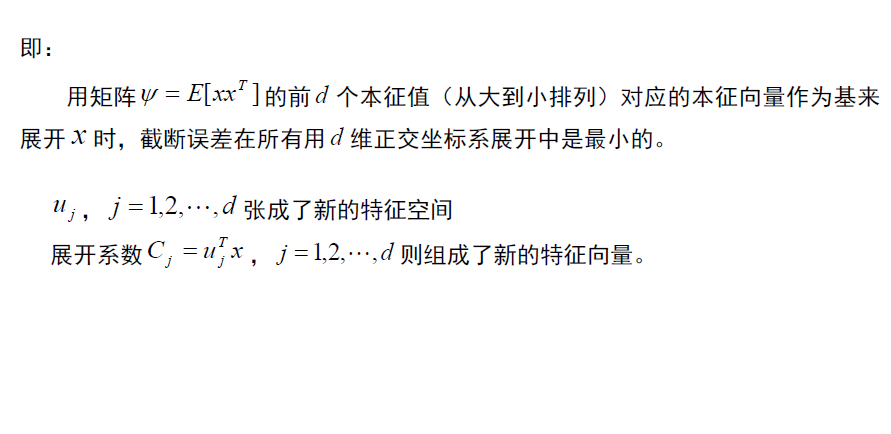 即：
用矩阵 ψ = E[xxᵀ] 的前 d 个本征值（从大到小排列）对应的本征向量作为基来
展开 x 时，截断误差在所有用 d 维正交坐标系展开中是最小的。
uⱼ， j = 1,2,⋯,d 张成了新的特征空间
展开系数 Cⱼ = uⱼᵀx ， j = 1,2,⋯,d 则组成了新的特征向量。